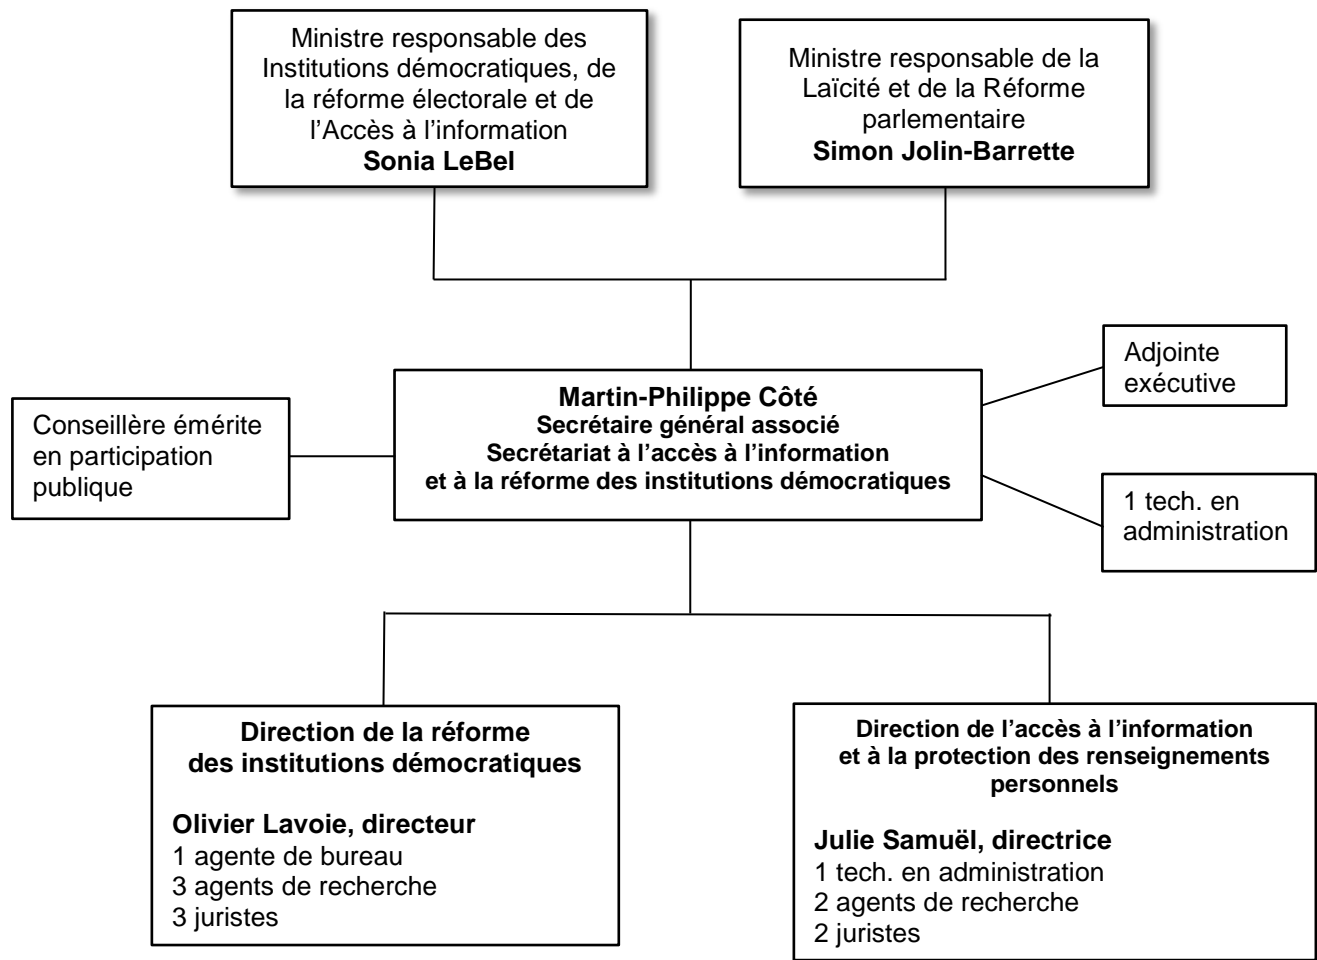 Ministre responsable des
Institutions démocratiques, de
la réforme électorale et de
l’Accès à l’information
Sonia LeBel
Ministre responsable de la
Laïcité et de la Réforme
parlementaire
Simon Jolin-Barrette
Adjointe
exécutive
Martin-Philippe Côté
Secrétaire général associé
Secrétariat à l’accès à l’information
et à la réforme des institutions démocratiques
Conseillère émérite
en participation
publique
1 tech. en
administration
Direction de la réforme
des institutions démocratiques
Olivier Lavoie, directeur
1 agente de bureau
3 agents de recherche
3 juristes
Direction de l’accès à l’information
et à la protection des renseignements
personnels
Julie Samuël, directrice
1 tech. en administration
2 agents de recherche
2 juristes